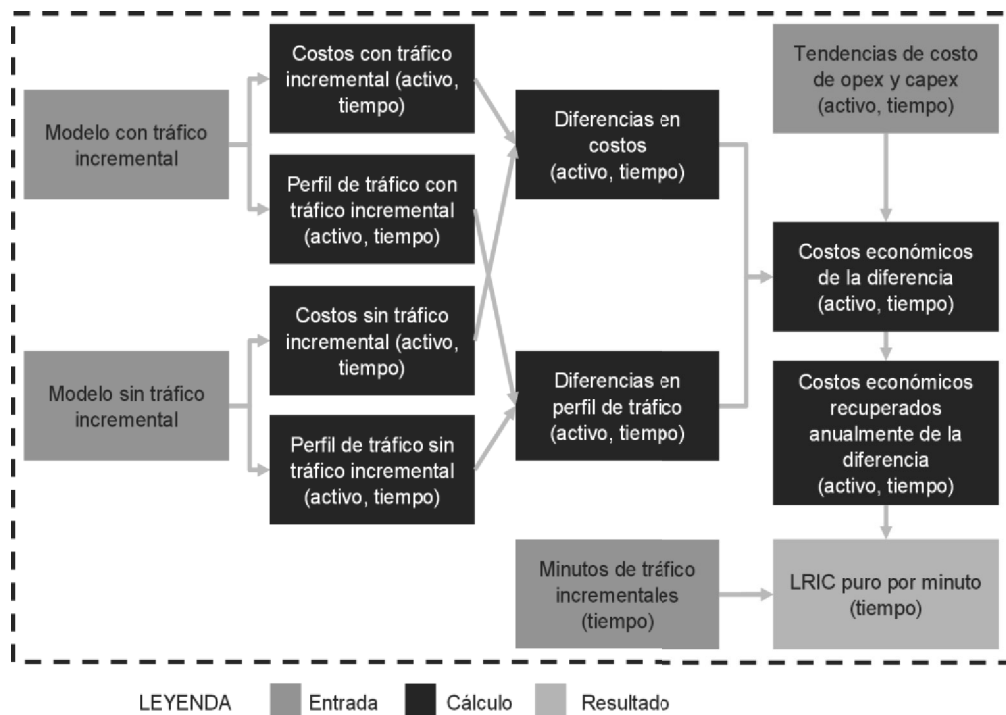 Modelo con tráfico
incremental
Modelo sin tráfico
incremental
Costos con tráfico
incremental (activo,
tiempo)
Perfil de tráfico con
tráfico incremental
(activo, tiempo)
Costos sin tráfico
incremental (activo,
tiempo)
Perfil de tráfico sin
tráfico incremental
(activo, tiempo)
Diferencias en
costos
(activo, tiempo)
Diferencias en
perfil de tráfico
(activo, tiempo)
Minutos de tráfico
incrementales
(tiempo)
Tendencias de costo
de opex y capex
(activo, tiempo)
Costos económicos
de la diferencia
(activo, tiempo)
Costos económicos
recuperados
anualmente de la
diferencia
(activo, tiempo)
LRIC puro por minuto
(tiempo)
LEYENDA
Entrada
Cálculo
Resultado